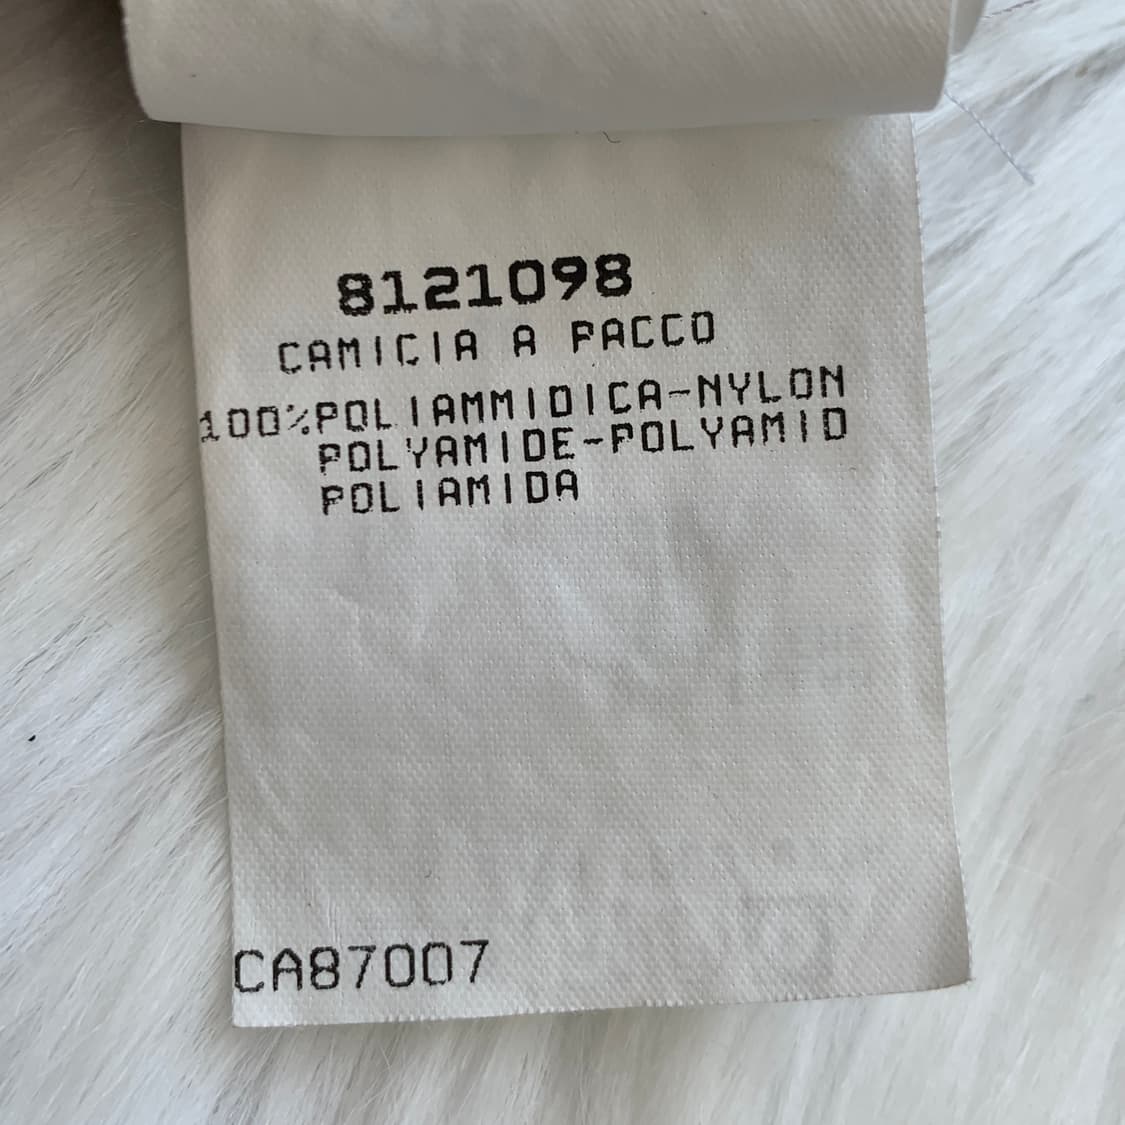 8121098
CAMICIA A PACCO
100%POLIAMMIDICA-NYLON
POLYAMIDE-POLYAMID
POLIAMIDA
CA87007